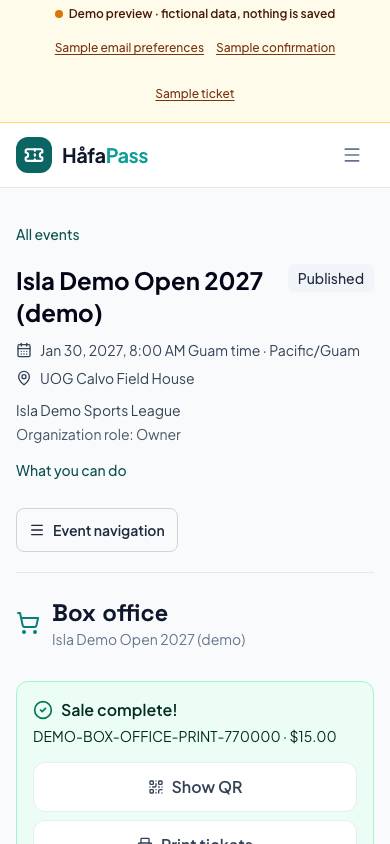 Demo preview · fictional data, nothing is saved
Sample email preferences Sample confirmation
Sample ticket
HåfaPass
All events
Isla Demo Open 2027 (demo)
Published
Jan 30, 2027, 8:00 AM Guam time · Pacific/Guam
UOG Calvo Field House
Isla Demo Sports League
Organization role: Owner
What you can do
Event navigation
Box office
Isla Demo Open 2027 (demo)
Sale complete!
DEMO-BOX-OFFICE-PRINT-770000 · $15.00
Show QR
Print tickets